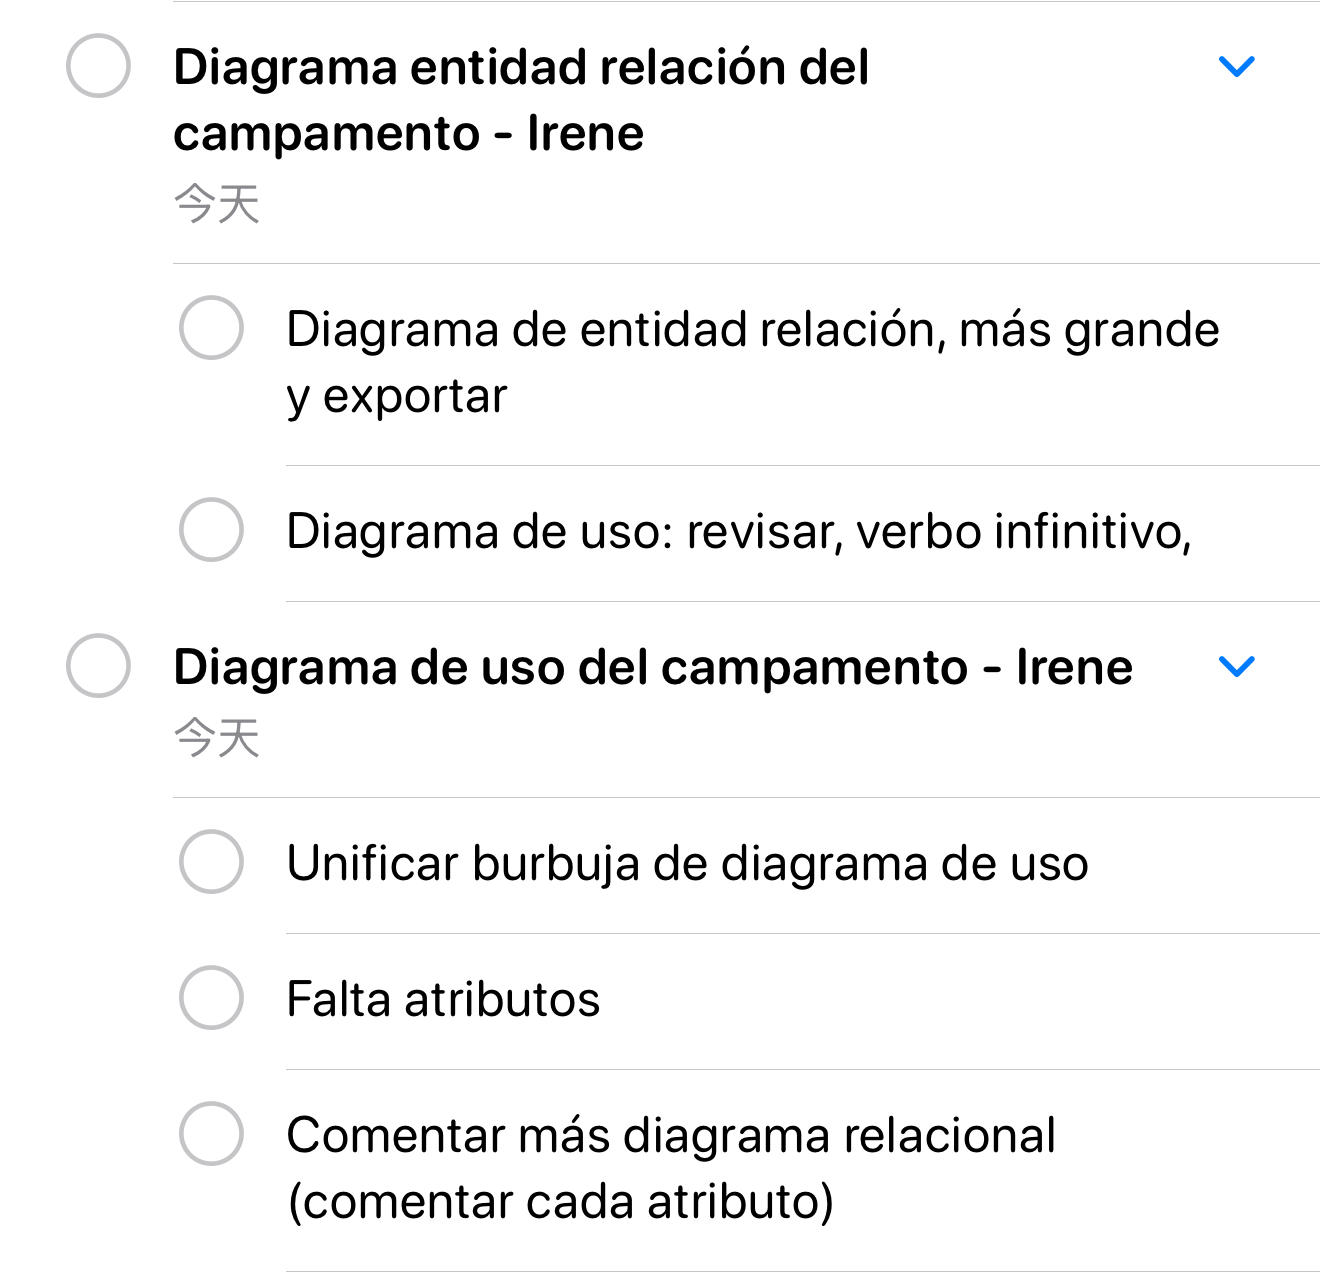 Diagrama entidad relación del
campamento - Irene
今天
Diagrama de entidad relación, más grande
y exportar
Diagrama de uso: revisar, verbo infinitivo,
Diagrama de uso del campamento - Irene
今天
Unificar burbuja de diagrama de uso
Falta atributos
Comentar más diagrama relacional
(comentar cada atributo)